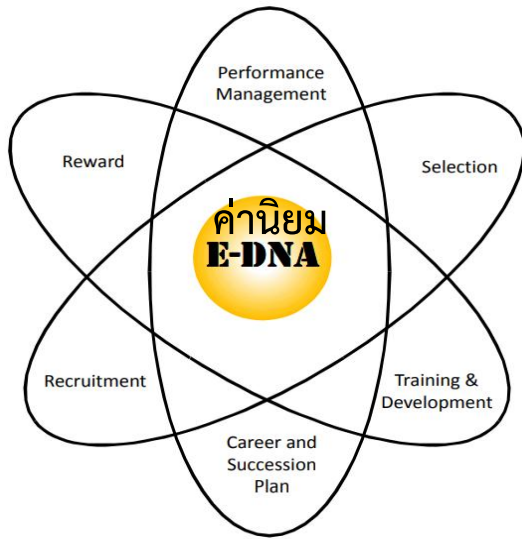 Performance
Management
Reward
Selection
ค่านิยม
E-DNA
Recruitment
Training &
Development
Career and
Succession
Plan